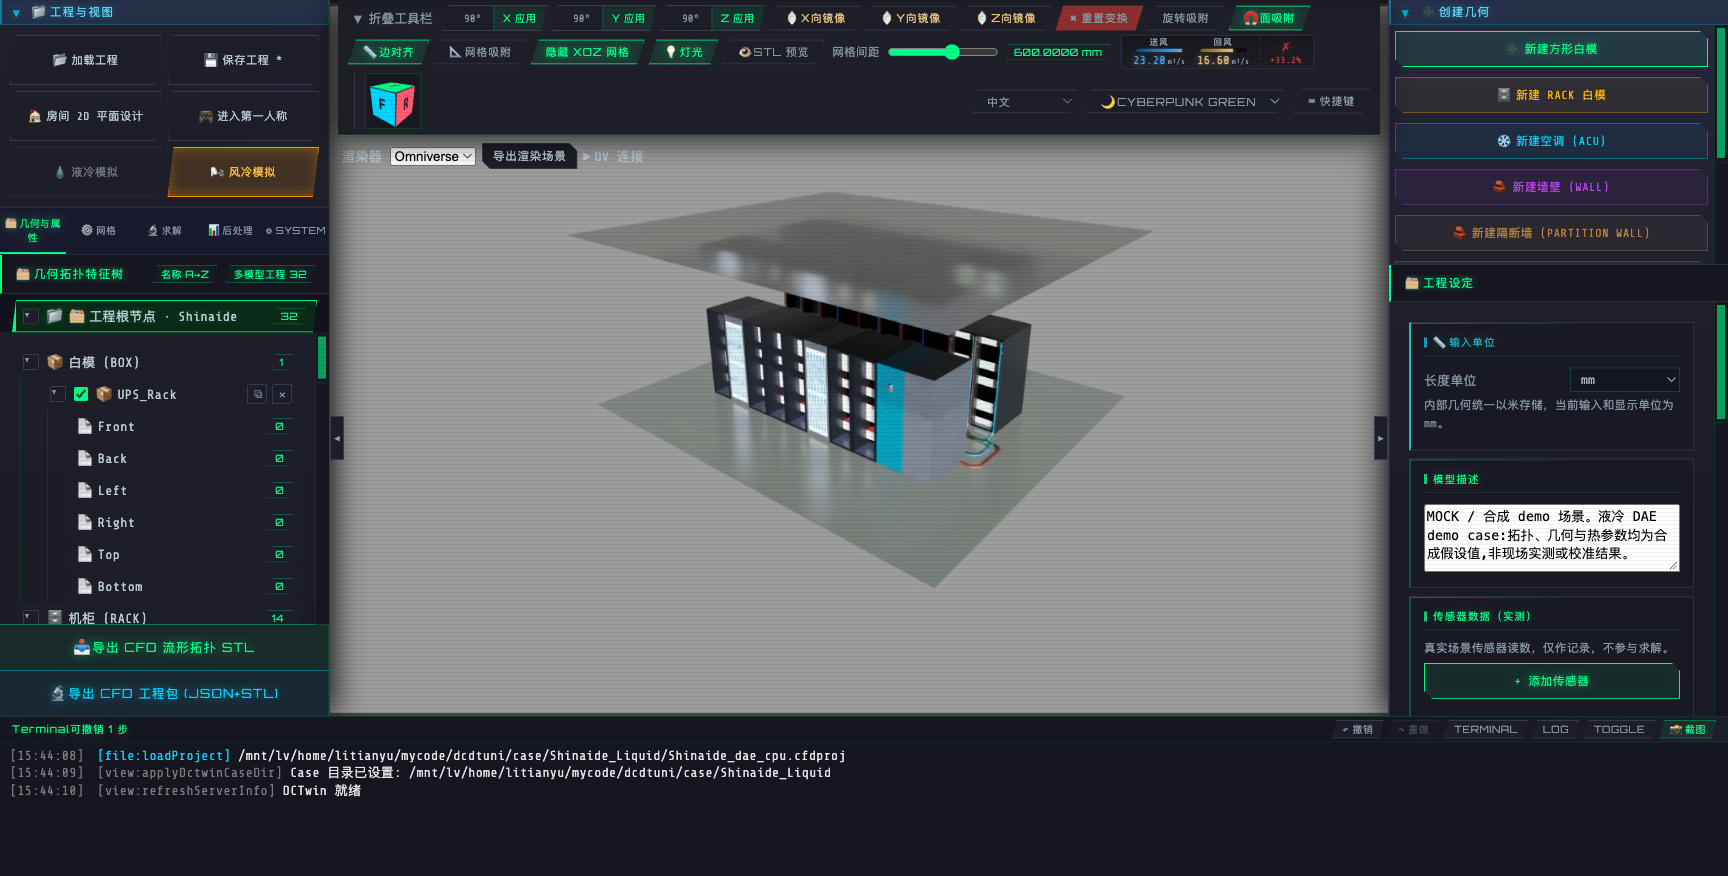 ▼ 工程与视图
加载工程
保存工程 *
房间 2D 平面设计
进入第一人称
液冷模拟
风冷模拟
几何与属性
网格
求解
后处理
SYSTEM
几何拓扑特征树
名称 A→Z
多模型工程 32
工程根节点 · Shinaide
32
白模 (BOX)
1
UPS_Rack
Front
Back
Left
Right
Top
Bottom
机柜 (RACK)
14
导出 CFD 流形拓扑 STL
导出 CFD 工程包 (JSON+STL)
▼ 折叠工具栏
90°
X 应用
90°
Y 应用
90°
Z 应用
X向镜像
Y向镜像
Z向镜像
✖ 重置变换
旋转吸附
面吸附
边对齐
网格吸附
隐藏 XOZ 网格
灯光
STL 预览
网格间距
600.0000 mm
送风
23.20 m³/s
回风
16.60 m³/s
✗
+33.2%
F
R
中文
CYBERPUNK GREEN
快捷键
渲染器
Omniverse
导出渲染场景
▶ OV 连接
▼ 创建几何
新建方形白模
新建 RACK 白模
新建空调 (ACU)
新建墙壁 (WALL)
新建隔断墙 (PARTITION WALL)
工程设定
输入单位
长度单位
mm
内部几何统一以米存储，当前输入和显示单位为
mm。
模型描述
MOCK / 合成 demo 场景。液冷 DAE
demo case:拓扑、几何与热参数均为合
成假设值,非现场实测或校准结果。
传感器数据 (实测)
真实场景传感器读数，仅作记录，不参与求解。
+ 添加传感器
Terminal可撤销 1 步
↶ 撤销
↷ 重做
TERMINAL
LOG
TOGGLE
截图
[15:44:08] [file:loadProject] /mnt/lv/home/litianyu/mycode/dcdtuni/case/Shinaide_Liquid/Shinaide_dae_cpu.cfdproj
[15:44:09] [view:applyDctwinCaseDir] Case 目录已设置: /mnt/lv/home/litianyu/mycode/dcdtuni/case/Shinaide_Liquid
[15:44:10] [view:refreshServerInfo] DCTwin 就绪